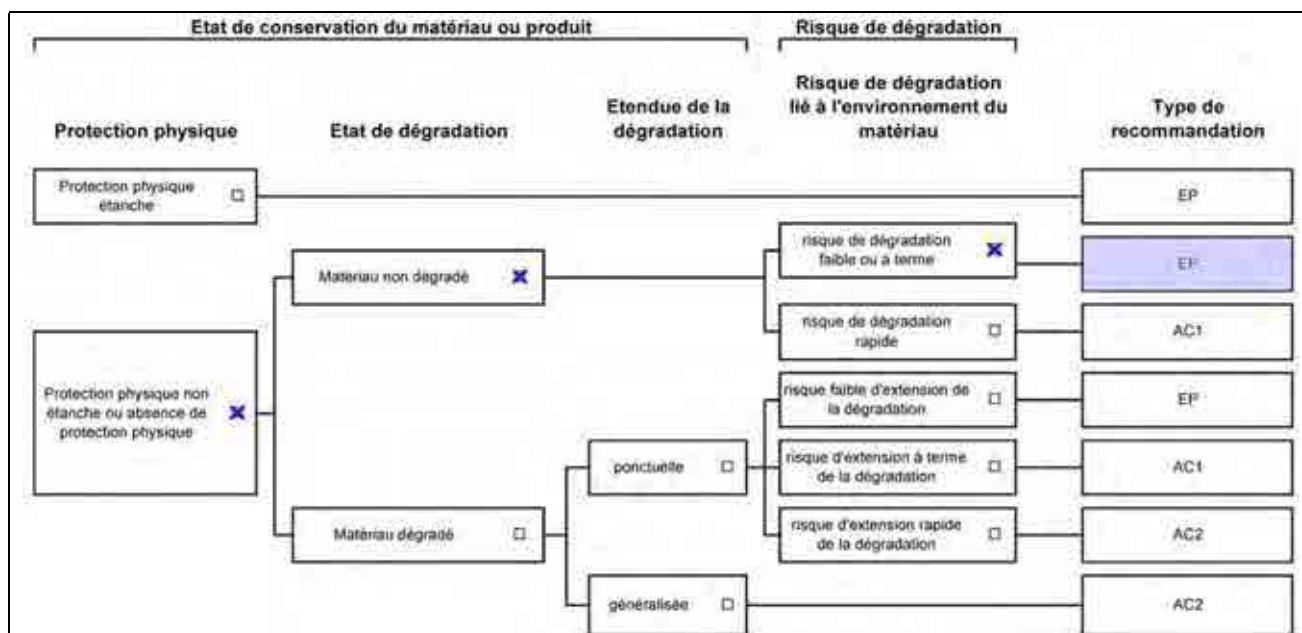 Etat de conservation du matériau ou produit
Risque de dégradation
Protection physique
Etat de dégradation
Etendue de la
dégradation
Risque de dégradation
lié à l'environnement du
matériau
Type de
recommandation
Protection physique
étanche
EP
Matériau non dégradé
risque de dégradation
faible ou à terme
EP
risque de dégradation
rapide
AC1
Protection physique non
étanche ou absence de
protection physique
risque faible d'extension de
la dégradation
EP
ponctuelle
risque d'extension à terme
de la dégradation
AC1
Matériau dégradé
risque d'extension rapide
de la dégradation
AC2
généralisée
AC2